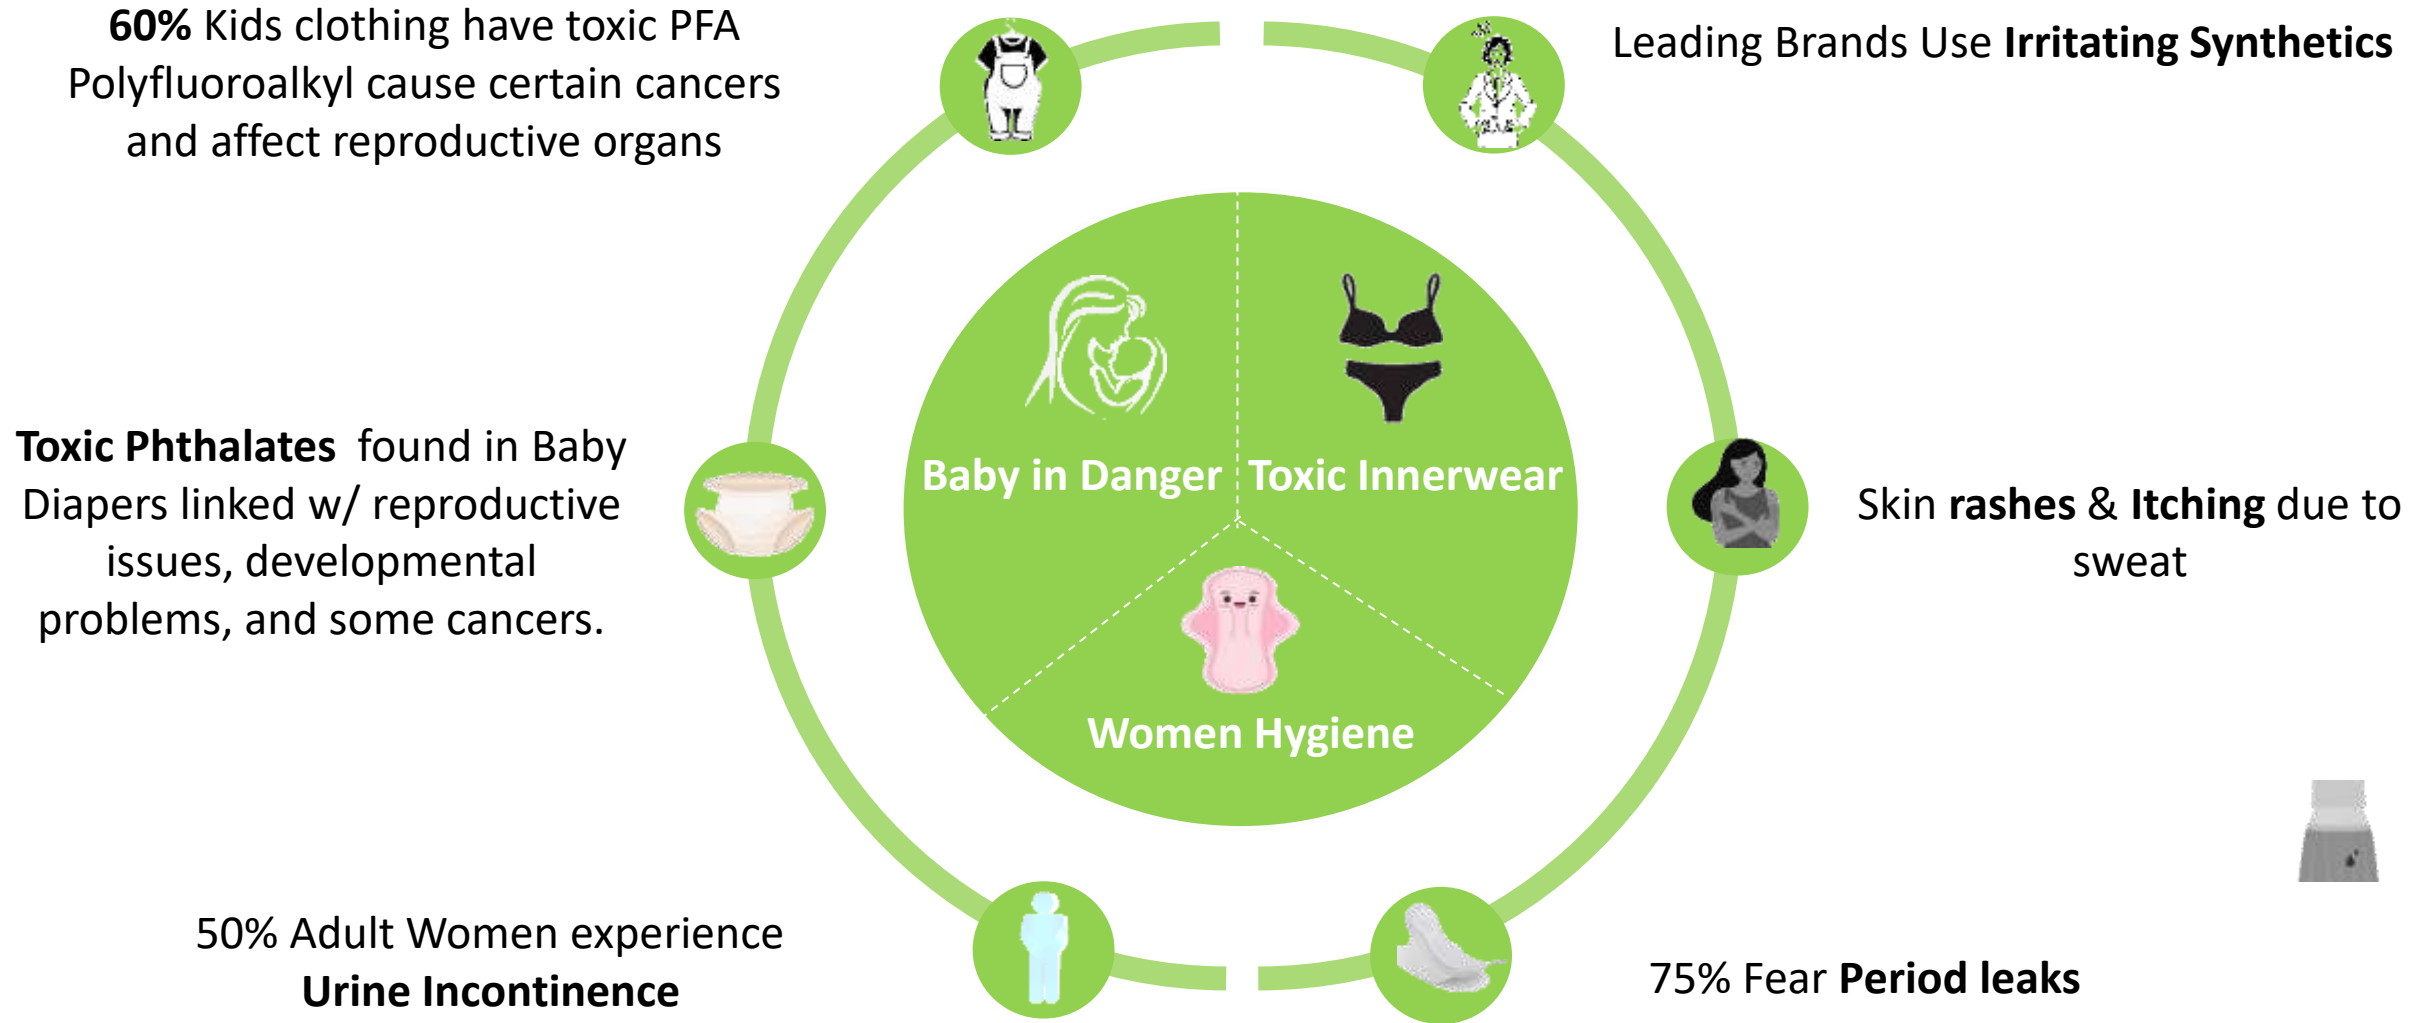 60% Kids clothing have toxic PFA
Polyfluoroalkyl cause certain cancers
and affect reproductive organs
Leading Brands Use Irritating Synthetics
Toxic Phthalates found in Baby
Diapers linked w/ reproductive
issues, developmental
problems, and some cancers.
Baby in Danger
Toxic Innerwear
Women Hygiene
Skin rashes & Itching due to
sweat
50% Adult Women experience
Urine Incontinence
75% Fear Period leaks